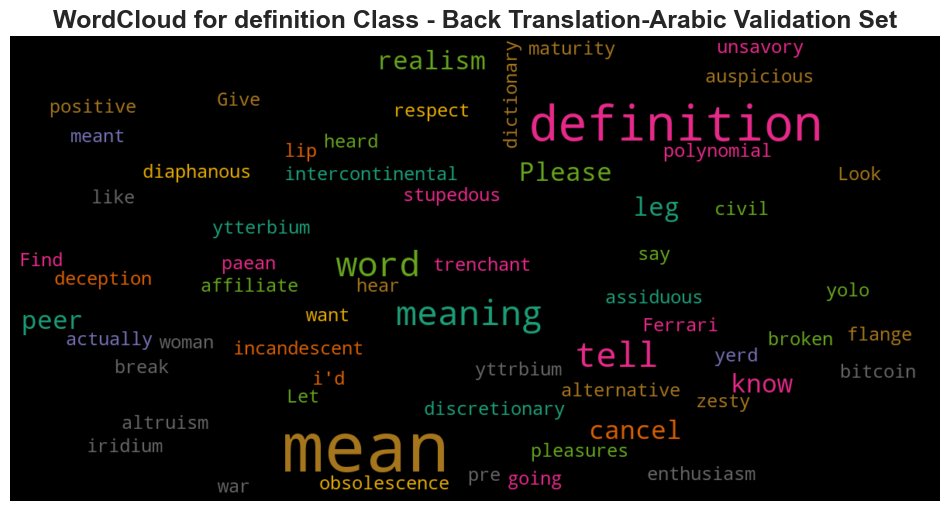 WordCloud for definition Class - Back Translation-Arabic Validation Set
realism
dictionary
maturity
unsavory
auspicious
positive
Give
respect
definition
meant
lip
heard
polynomial
diaphanous
intercontinental
Please
Look
like
stupedous
leg
civil
ytterbium
Find
paean
word
trenchant
say
deception
affiliate
hear
assiduous
yolo
peer
want
meaning
Ferrari
actually
woman
incandescent
tell
yerd
broken
flange
break
i'd
yttrbium
know
bitcoin
Let
alternative
zesty
discretionary
altruism
cancel
iridium
mean
pleasures
war
obsolescence
pre
going
enthusiasm